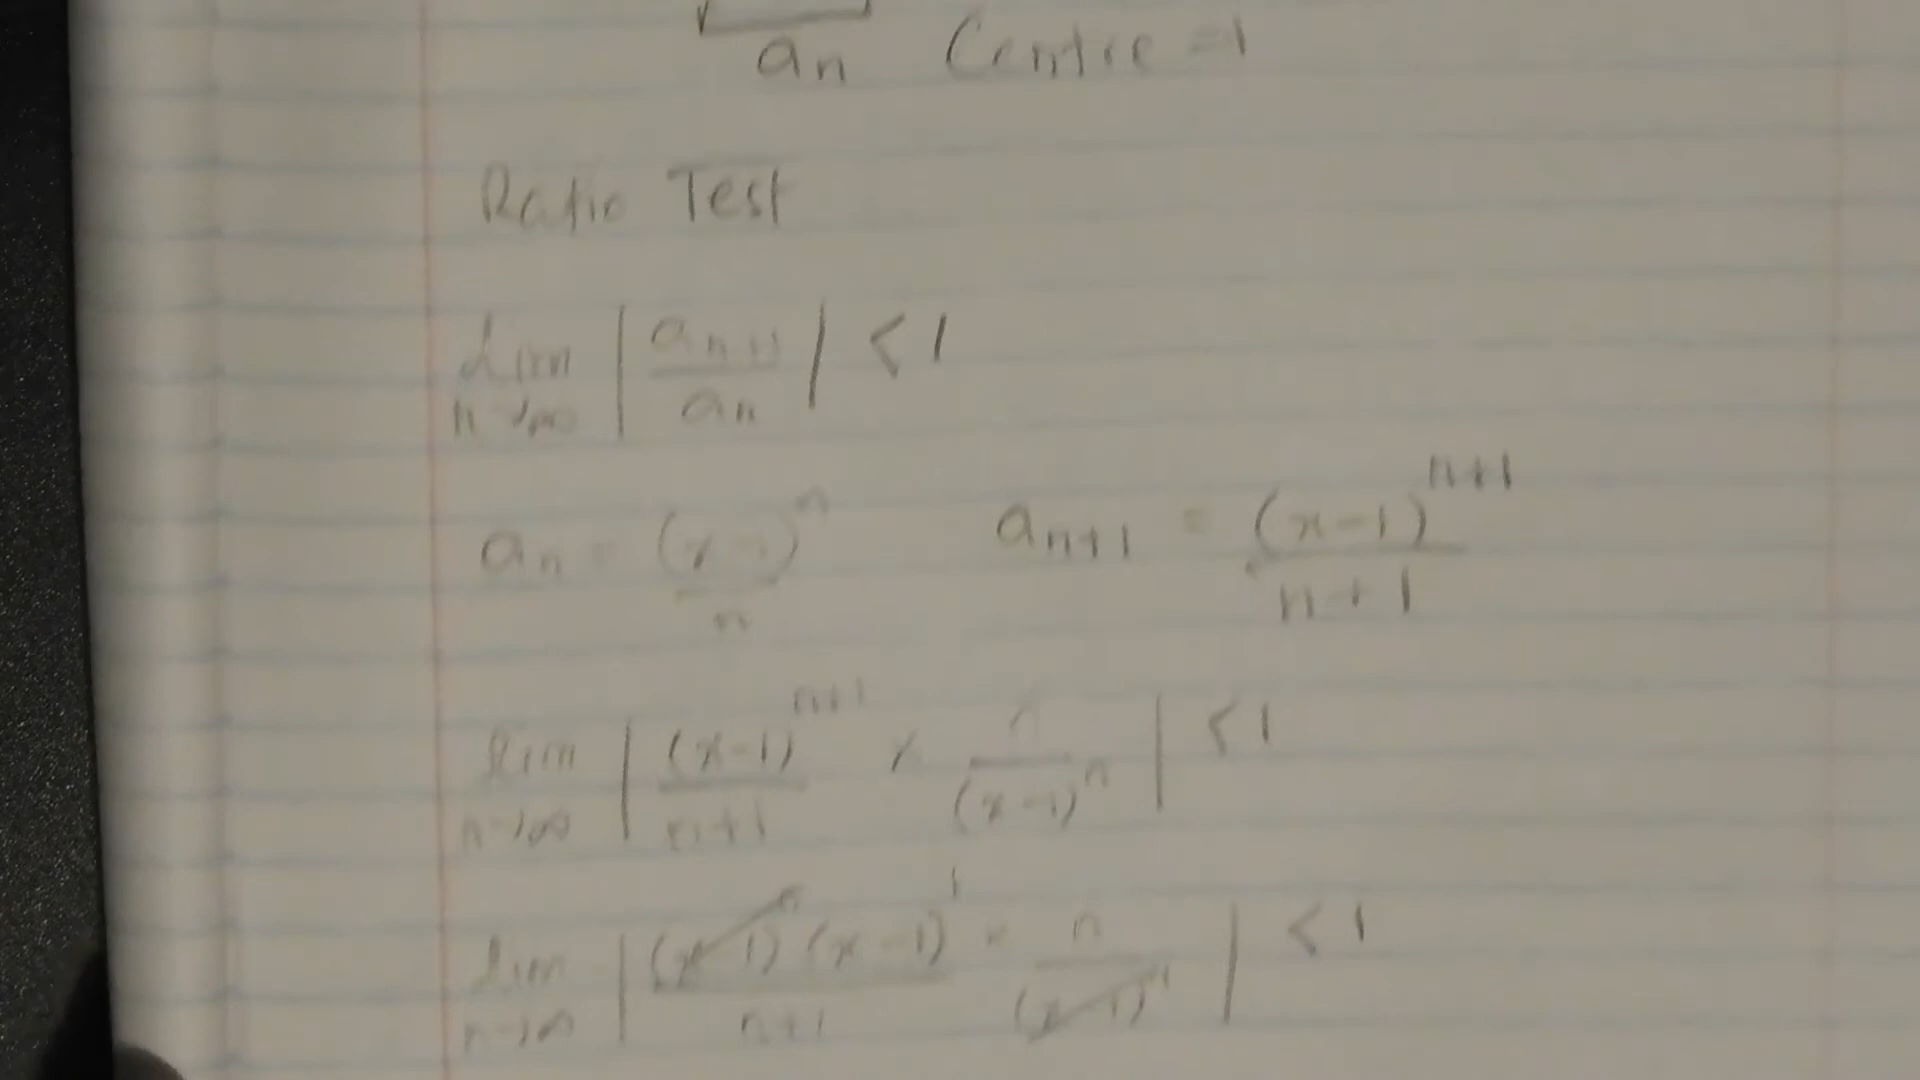 aₙ Centre = 1
Ratio Test
lim n→∞ | aₙ₊₁ / aₙ | < 1
aₙ = (x-1)ⁿ / n    aₙ₊₁ = (x-1)ⁿ⁺¹ / n+1
lim n→∞ | (x-1)ⁿ⁺¹ / n+1 × n / (x-1)ⁿ | < 1
lim n→∞ | (x-1)ⁿ (x-1)¹ / n+1 × n / (x-1)ⁿ | < 1